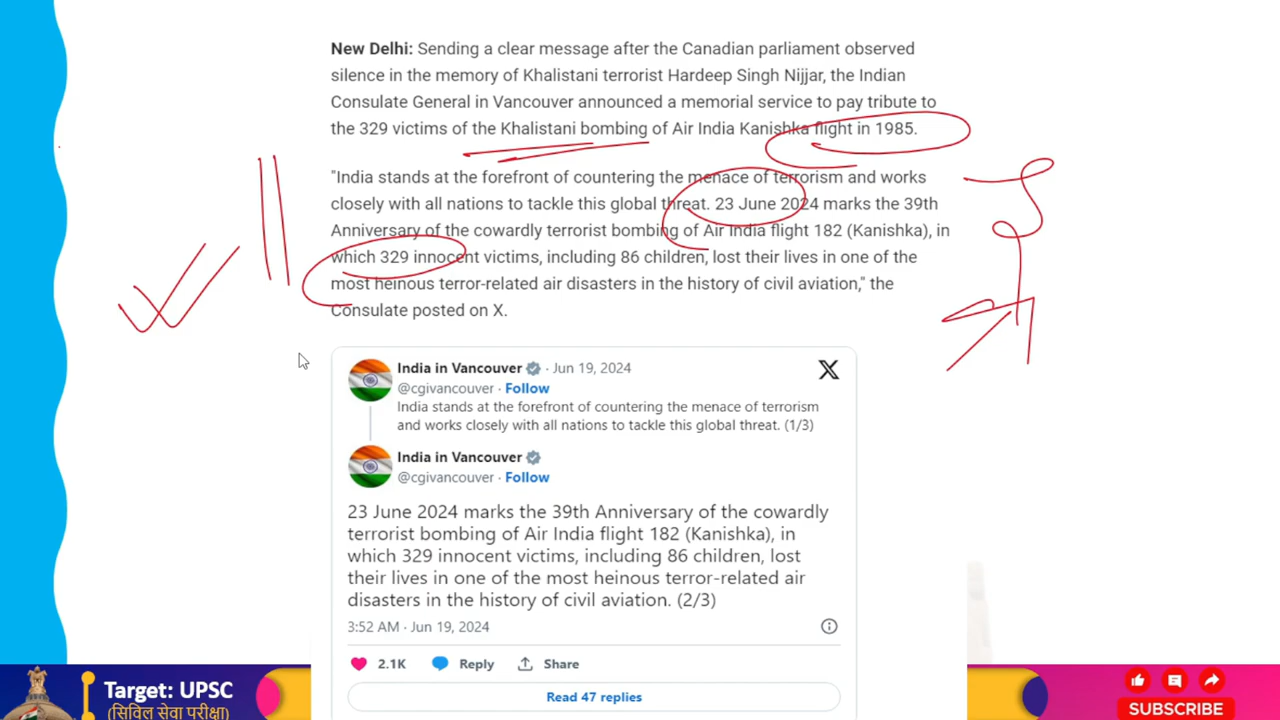 New Delhi: Sending a clear message after the Canadian parliament observed
silence in the memory of Khalistani terrorist Hardeep Singh Nijjar, the Indian
Consulate General in Vancouver announced a memorial service to pay tribute to
the 329 victims of the Khalistani bombing of Air India Kanishka flight in 1985.
"India stands at the forefront of countering the menace of terrorism and works
closely with all nations to tackle this global threat. 23 June 2024 marks the 39th
Anniversary of the cowardly terrorist bombing of Air India flight 182 (Kanishka), in
which 329 innocent victims, including 86 children, lost their lives in one of the
most heinous terror-related air disasters in the history of civil aviation," the
Consulate posted on X.
India in Vancouver · Jun 19, 2024
@cgivancouver · Follow
India stands at the forefront of countering the menace of terrorism
and works closely with all nations to tackle this global threat. (1/3)
India in Vancouver
@cgivancouver · Follow
23 June 2024 marks the 39th Anniversary of the cowardly
terrorist bombing of Air India flight 182 (Kanishka), in
which 329 innocent victims, including 86 children, lost
their lives in one of the most heinous terror-related air
disasters in the history of civil aviation. (2/3)
3:52 AM · Jun 19, 2024
2.1K Reply Share
Read 47 replies
Target: UPSC
(सिविल सेवा परीक्षा)
SUBSCRIBE